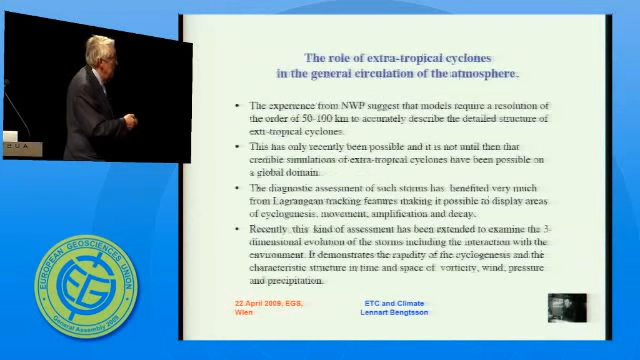 The role of extra-tropical cyclones
in the general circulation of the atmosphere.
• The experience from NWP suggest that models require a resolution of
the order of 50-100 km to accurately describe the detailed structure of
extr-tropical cyclones.
• This has only recently been possible and it is not until then that
credible simulations of extra-tropical cyclones have been possible on
a global domain.
• The diagnostic assessment of such storms has benefited very much
from Lagrangean tracking features making it possible to display areas
of cyclogenesis, movement, amplification and decay.
• Recently, this kind of assessment has been extended to examine the 3-
dimensional evolution of the storms including the interaction with the
environment. It demonstrates the rapidity of the cyclogenesis and the
characteristic structure in time and space of vorticity, wind, pressure
and precipitation.
22 April 2009, EGS,
Wien
ETC and Climate
Lennart Bengtsson
EUROPEAN GEOSCIENCES UNION
EGU
General Assembly 2009